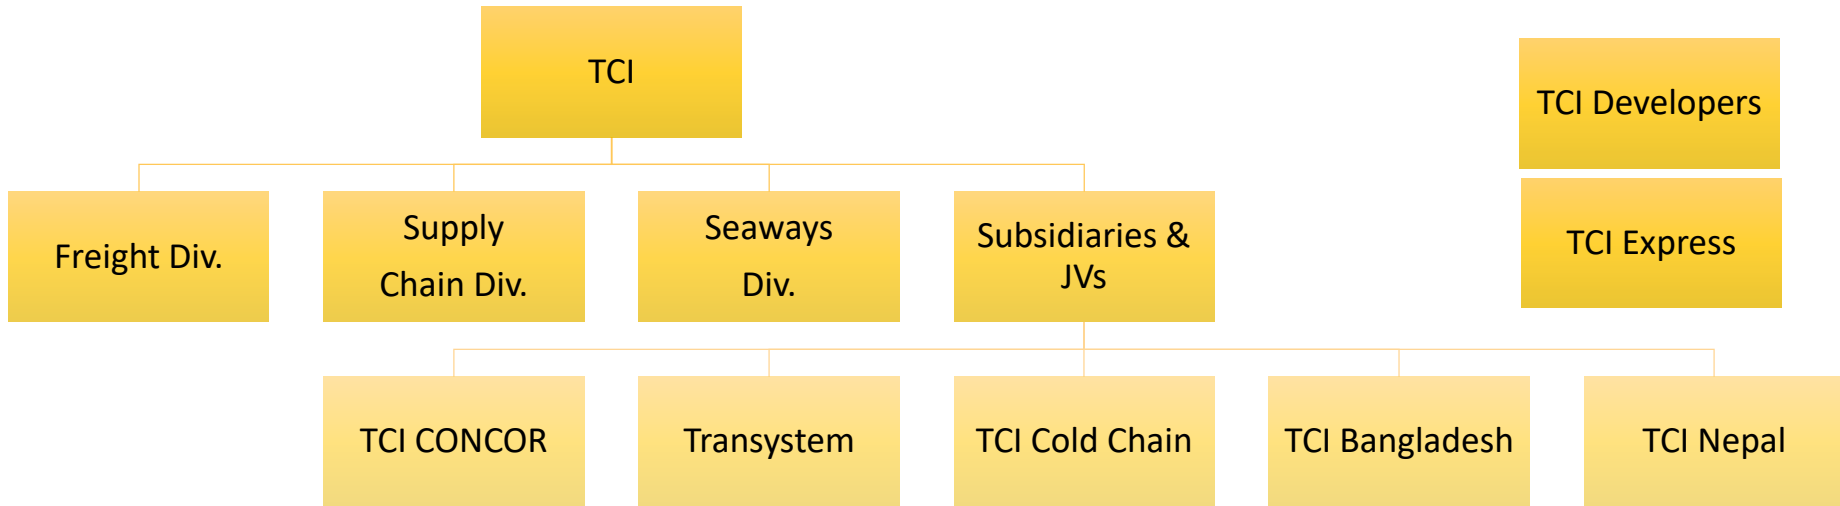 TCI
TCI Developers
TCI Express
Freight Div.
Supply
Chain Div.
Seaways
Div.
Subsidiaries &
JVs
TCI CONCOR
Transystem
TCI Cold Chain
TCI Bangladesh
TCI Nepal